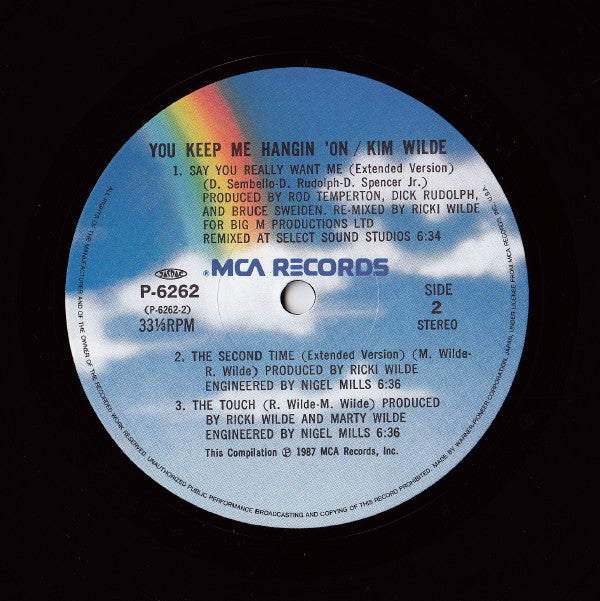 YOU KEEP ME HANGIN 'ON / KIM WILDE
1. SAY YOU REALLY WANT ME (Extended Version)
(D. Sembello-D. Rudolph-D. Spencer Jr.)
PRODUCED BY ROD TEMPERTON, DICK RUDOLPH,
AND BRUCE SWEIDEN. RE-MIXED BY RICKI WILDE
FOR BIG M PRODUCTIONS LTD
REMIXED AT SELECT SOUND STUDIOS 6:34
MCA RECORDS
JASRAC
P-6262
(P-6262-2)
33⅓RPM
SIDE
2
STEREO
2. THE SECOND TIME (Extended Version) (M. Wilde-
R. Wilde) PRODUCED BY RICKI WILDE
ENGINEERED BY NIGEL MILLS 6:36
3. THE TOUCH (R. Wilde-M. Wilde) PRODUCED
BY RICKI WILDE AND MARTY WILDE
ENGINEERED BY NIGEL MILLS 6:36
This Compilation ℗ 1987 MCA Records, Inc.
ALL RIGHTS OF THE MANUFACTURER AND OF THE OWNER OF THE RECORDED WORK RESERVED. UNAUTHORIZED PUBLIC PERFORMANCE BROADCASTING AND COPYING OF THIS RECORD PROHIBITED. MADE BY WARNER-PIONEER CORPORATION, JAPAN, UNDER LICENSE FROM MCA RECORDS, INC., U.S.A.